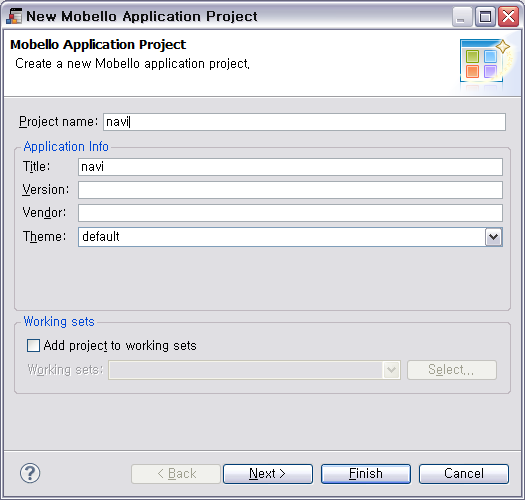 New Mobello Application Project
Mobello Application Project
Create a new Mobello application project.
Project name: navi
Application Info
Title: navi
Version:
Vendor:
Theme: default
Working sets
Add project to working sets
Working sets:
Select...
?
< Back
Next >
Finish
Cancel